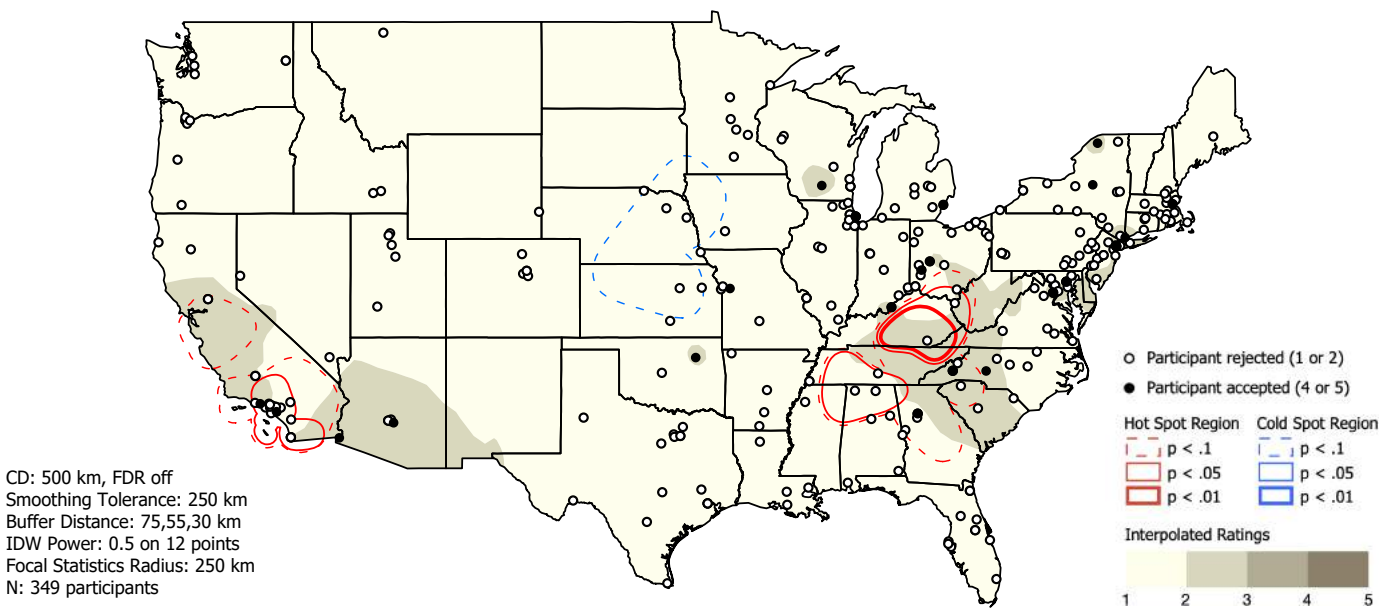 CD: 500 km, FDR off
Smoothing Tolerance: 250 km
Buffer Distance: 75,55,30 km
IDW Power: 0.5 on 12 points
Focal Statistics Radius: 250 km
N: 349 participants
Participant rejected (1 or 2)
Participant accepted (4 or 5)
Hot Spot Region Cold Spot Region
p < .1 p < .1
p < .05 p < .05
p < .01 p < .01
Interpolated Ratings
1 2 3 4 5